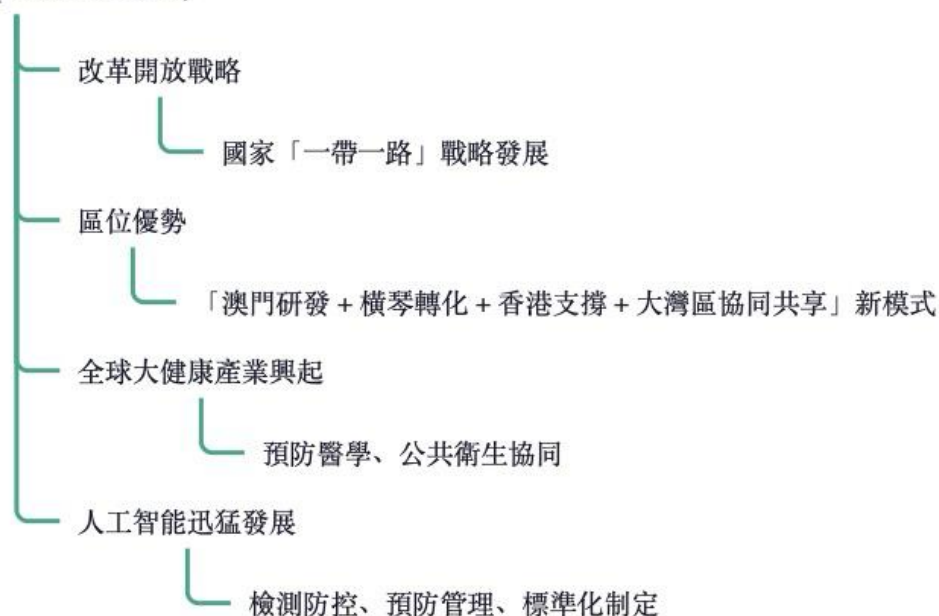 改革開放戰略
國家「一帶一路」戰略發展
區位優勢
「澳門研發 + 橫琴轉化 + 香港支撐 + 大灣區協同共享」新模式
全球大健康產業興起
預防醫學、公共衛生協同
人工智能迅猛發展
檢測防控、預防管理、標準化制定